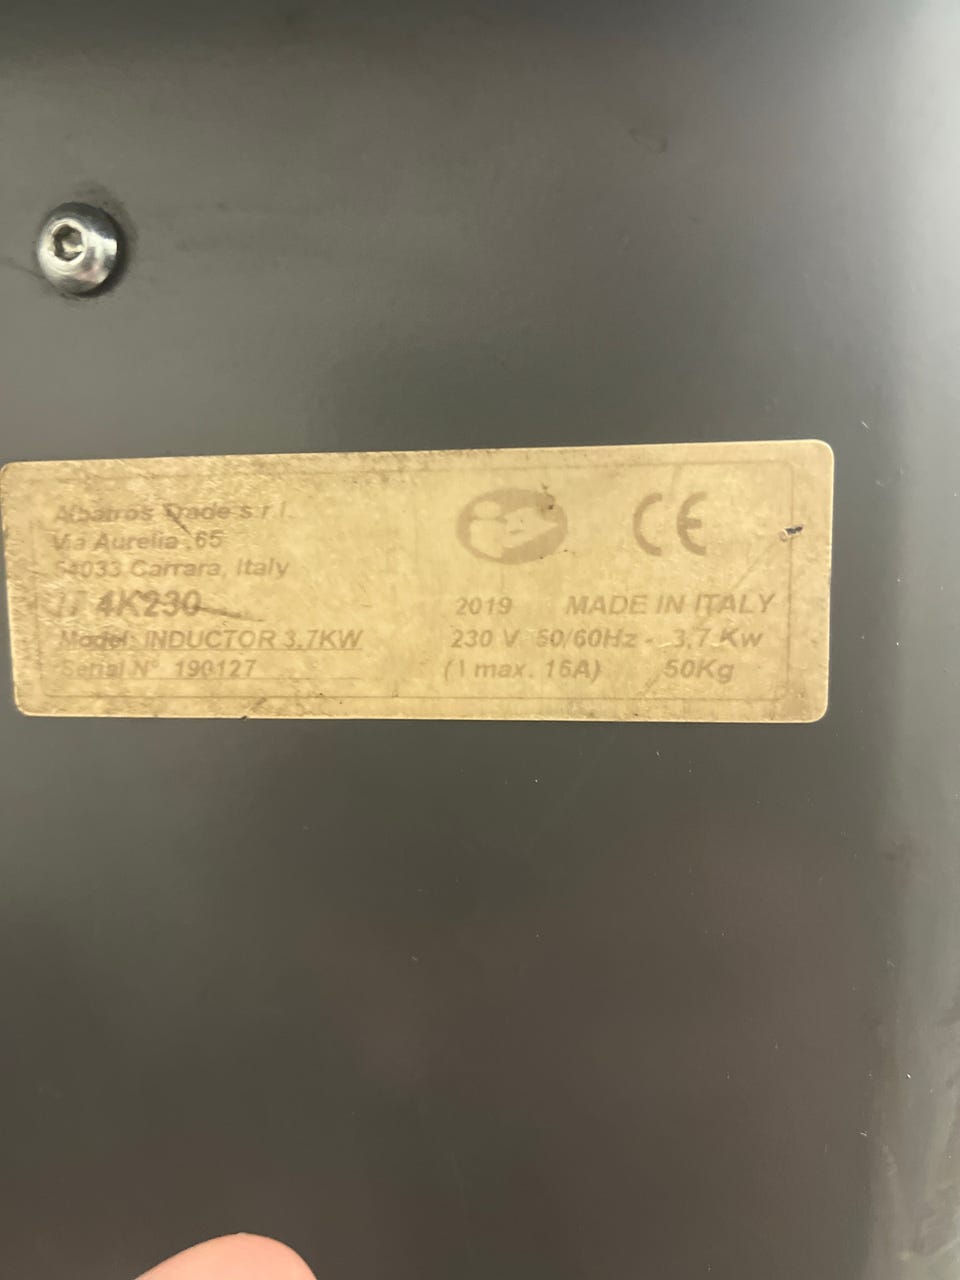 Albatros Trade s.r.l.
Via Aurelia ,65
54033 Carrara, Italy
4K230
Model: INDUCTOR 3,7KW
Serial N° 190127
CE
2019 MADE IN ITALY
230 V 50/60Hz - 3,7 Kw
(I max. 16A) 50Kg